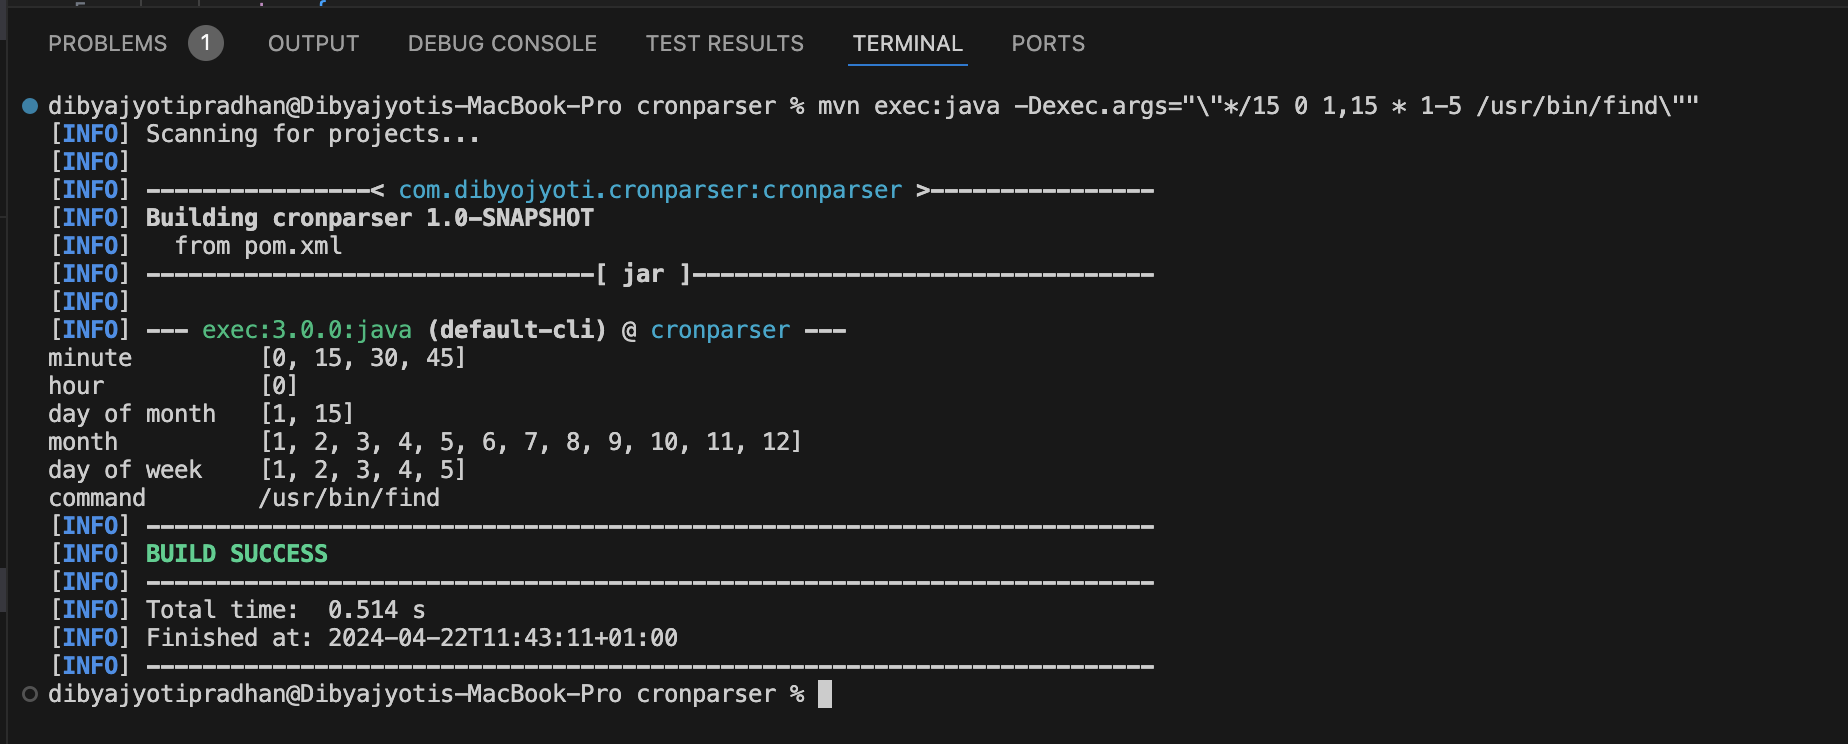 PROBLEMS 1 OUTPUT DEBUG CONSOLE TEST RESULTS TERMINAL PORTS
dibyajyotipradhan@Dibyajyotis-MacBook-Pro cronparser % mvn exec:java -Dexec.args="\"*/15 0 1,15 * 1-5 /usr/bin/find\""
[INFO] Scanning for projects...
[INFO]
[INFO] ----------------< com.dibyojyoti.cronparser:cronparser >----------------
[INFO] Building cronparser 1.0-SNAPSHOT
[INFO]   from pom.xml
[INFO] --------------------------------[ jar ]---------------------------------
[INFO]
[INFO] --- exec:3.0.0:java (default-cli) @ cronparser ---
minute         [0, 15, 30, 45]
hour           [0]
day of month   [1, 15]
month          [1, 2, 3, 4, 5, 6, 7, 8, 9, 10, 11, 12]
day of week    [1, 2, 3, 4, 5]
command        /usr/bin/find
[INFO] ------------------------------------------------------------------------
[INFO] BUILD SUCCESS
[INFO] ------------------------------------------------------------------------
[INFO] Total time:  0.514 s
[INFO] Finished at: 2024-04-22T11:43:11+01:00
[INFO] ------------------------------------------------------------------------
dibyajyotipradhan@Dibyajyotis-MacBook-Pro cronparser %